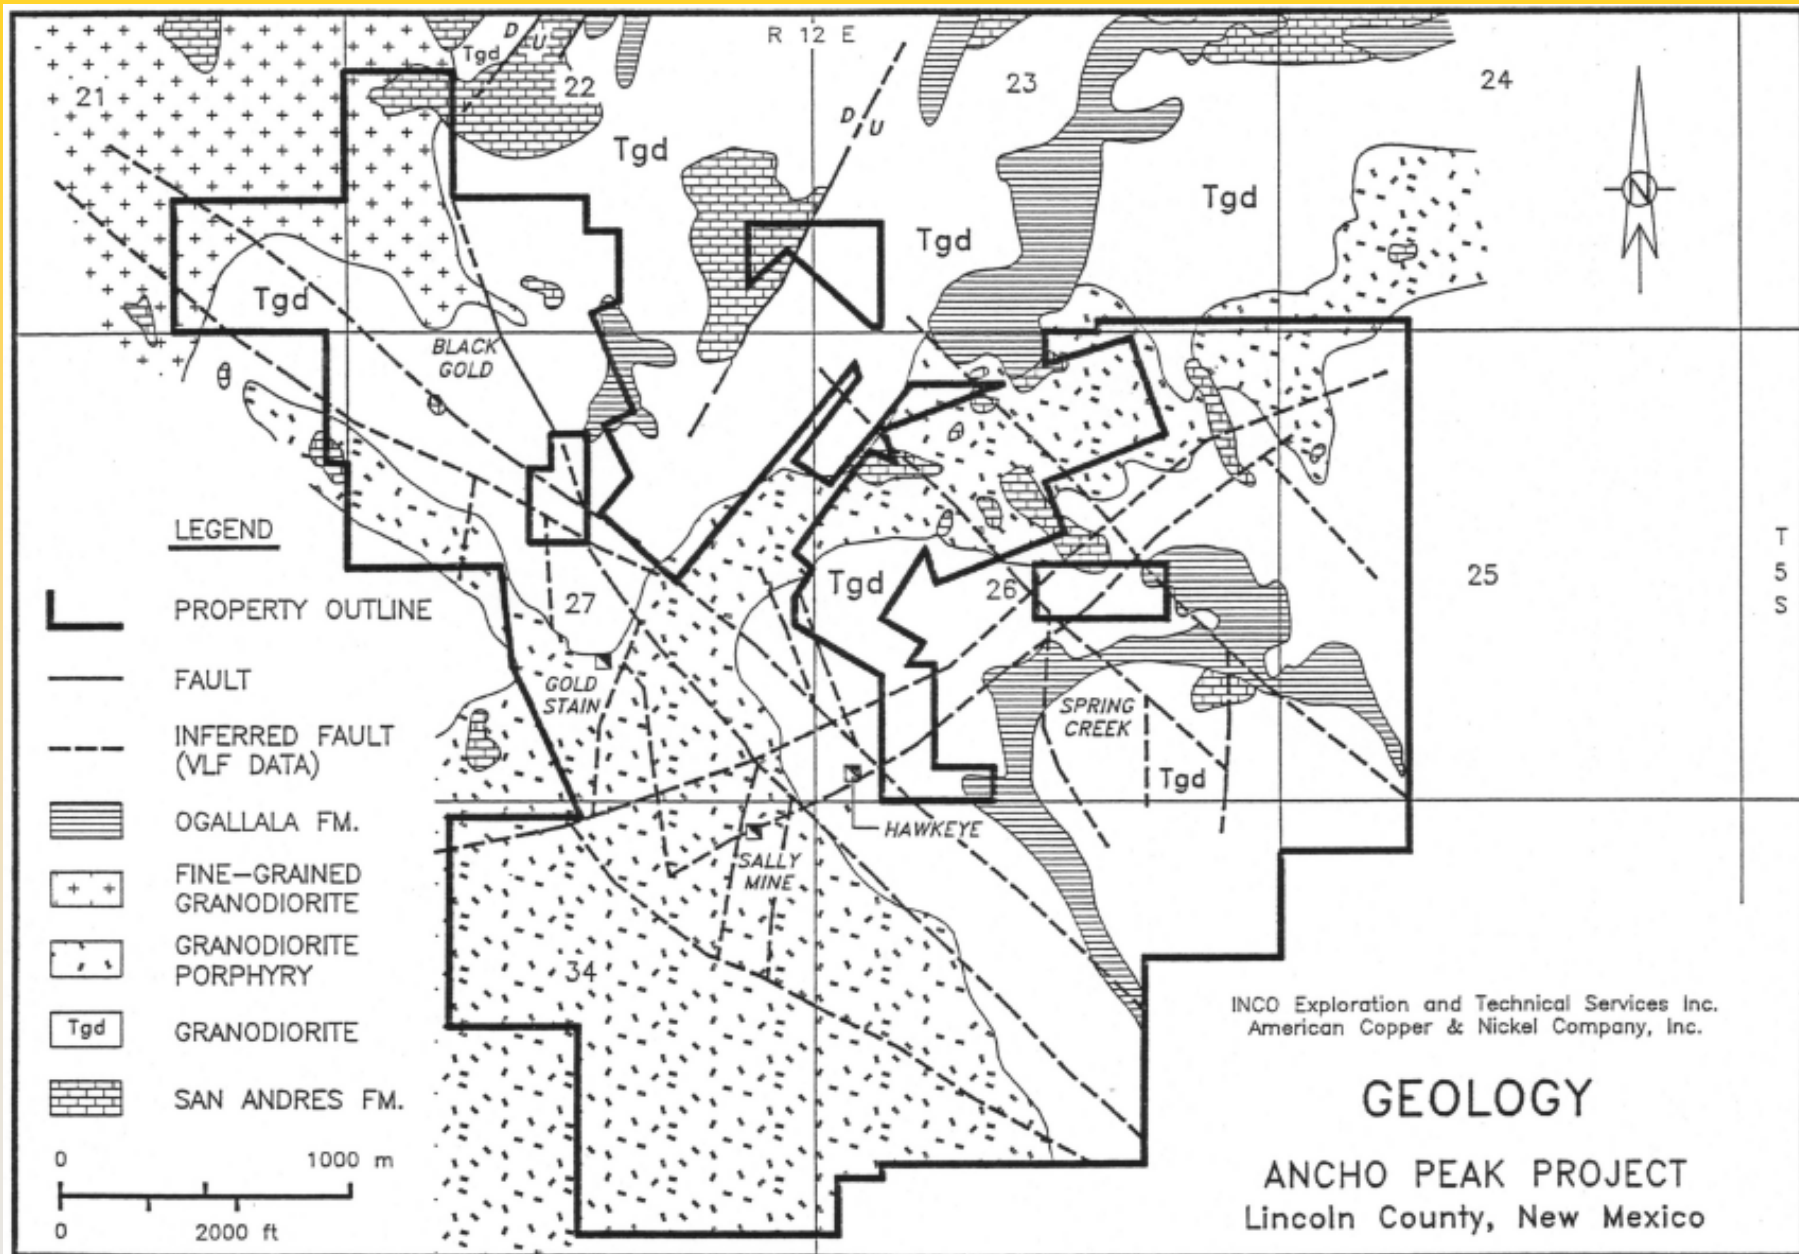 R 12 E
D U
Tgd
21
22
23
24
D U
Tgd
Tgd
Tgd
N
Tgd
BLACK
GOLD
LEGEND
PROPERTY OUTLINE
FAULT
INFERRED FAULT
(VLF DATA)
OGALLALA FM.
FINE-GRAINED
GRANODIORITE
GRANODIORITE
PORPHYRY
Tgd
GRANODIORITE
SAN ANDRES FM.
0 1000 m
0 2000 ft
27
Tgd
26
25
T
5
S
GOLD
STAIN
SPRING
CREEK
Tgd
HAWKEYE
SALLY
MINE
34
INCO Exploration and Technical Services Inc.
American Copper & Nickel Company, Inc.
GEOLOGY
ANCHO PEAK PROJECT
Lincoln County, New Mexico